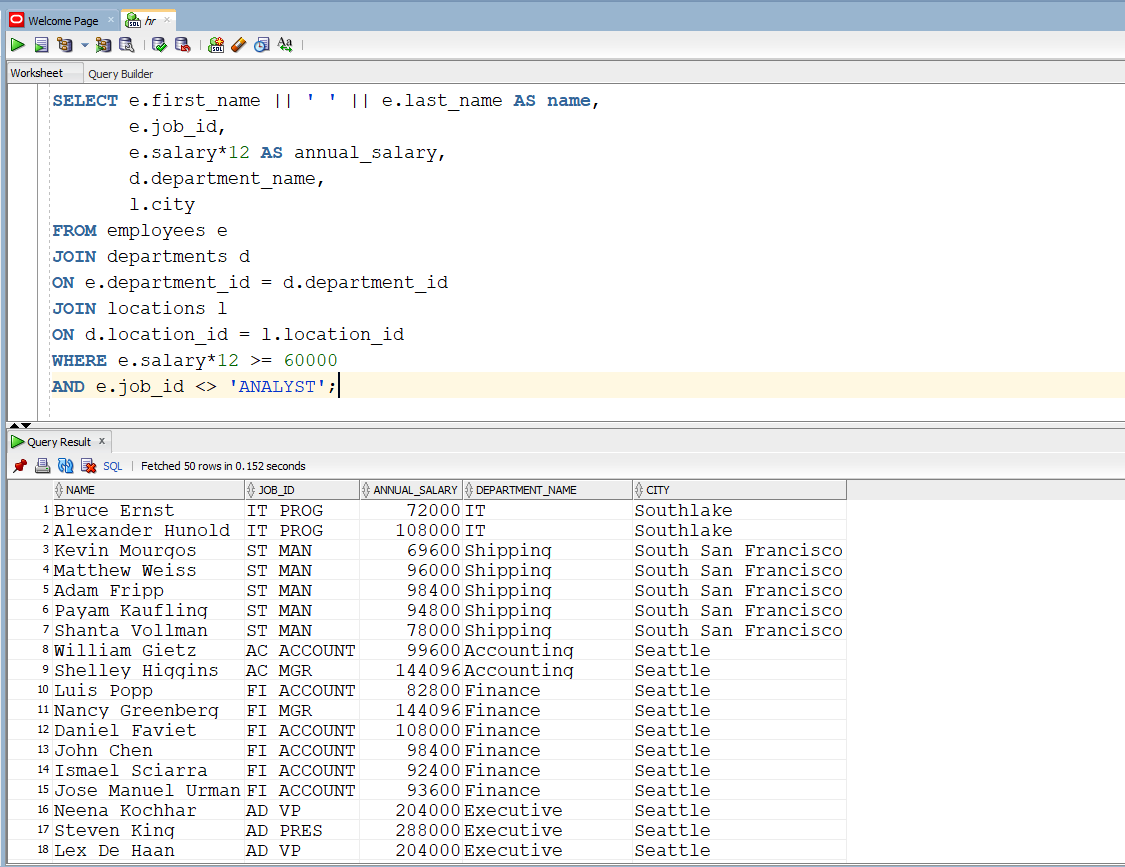 Welcome Page × hr ×
Worksheet Query Builder
SELECT e.first_name || ' ' || e.last_name AS name,
e.job_id,
e.salary*12 AS annual_salary,
d.department_name,
l.city
FROM employees e
JOIN departments d
ON e.department_id = d.department_id
JOIN locations l
ON d.location_id = l.location_id
WHERE e.salary*12 >= 60000
AND e.job_id <> 'ANALYST';
Query Result ×
SQL | Fetched 50 rows in 0.152 seconds
NAME JOB_ID ANNUAL_SALARY DEPARTMENT_NAME CITY
1 Bruce Ernst IT PROG 72000 IT Southlake
2 Alexander Hunold IT PROG 108000 IT Southlake
3 Kevin Mourgos ST MAN 69600 Shipping South San Francisco
4 Matthew Weiss ST MAN 96000 Shipping South San Francisco
5 Adam Fripp ST MAN 98400 Shipping South San Francisco
6 Payam Kaufling ST MAN 94800 Shipping South San Francisco
7 Shanta Vollman ST MAN 78000 Shipping South San Francisco
8 William Gietz AC ACCOUNT 99600 Accounting Seattle
9 Shelley Higgins AC MGR 144096 Accounting Seattle
10 Luis Popp FI ACCOUNT 82800 Finance Seattle
11 Nancy Greenberg FI MGR 144096 Finance Seattle
12 Daniel Faviet FI ACCOUNT 108000 Finance Seattle
13 John Chen FI ACCOUNT 98400 Finance Seattle
14 Ismael Sciarra FI ACCOUNT 92400 Finance Seattle
15 Jose Manuel Urman FI ACCOUNT 93600 Finance Seattle
16 Neena Kochhar AD VP 204000 Executive Seattle
17 Steven King AD PRES 288000 Executive Seattle
18 Lex De Haan AD VP 204000 Executive Seattle